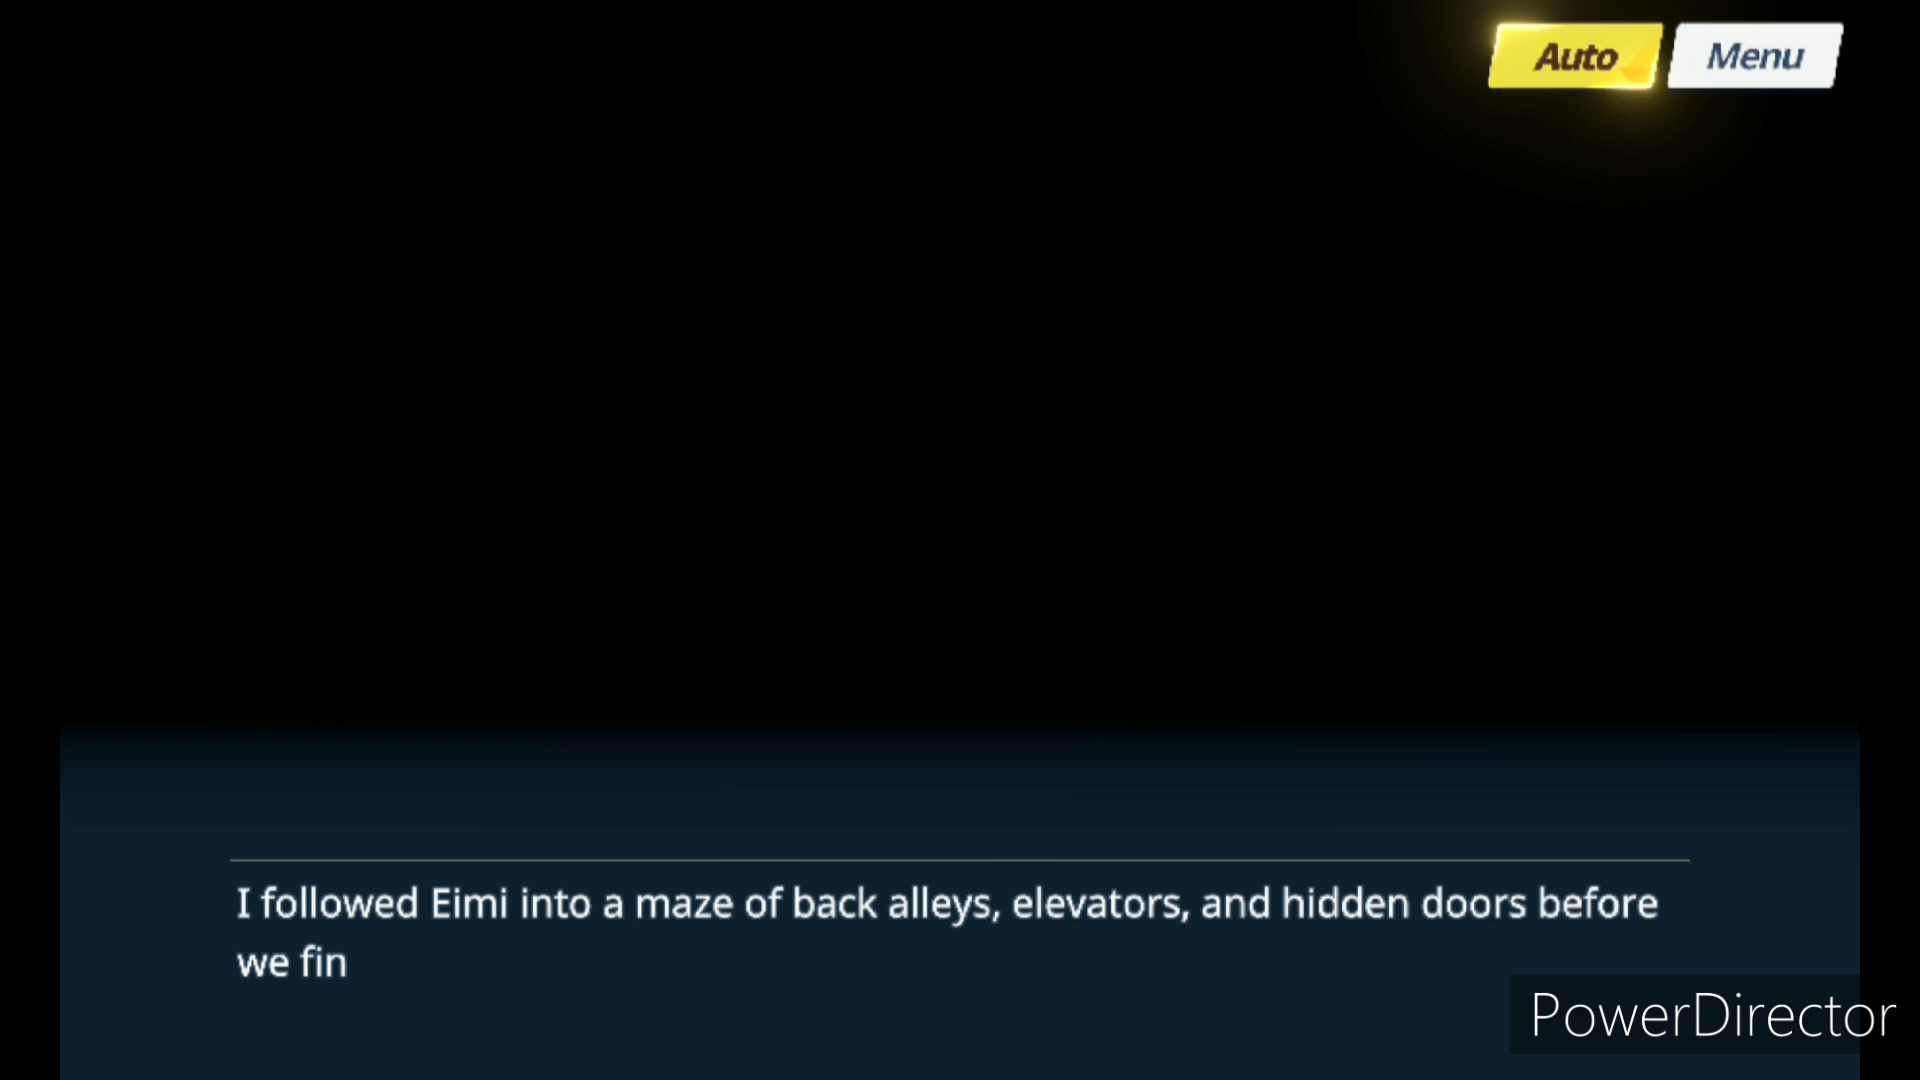 Auto
Menu
I followed Eimi into a maze of back alleys, elevators, and hidden doors before
we fin
PowerDirector